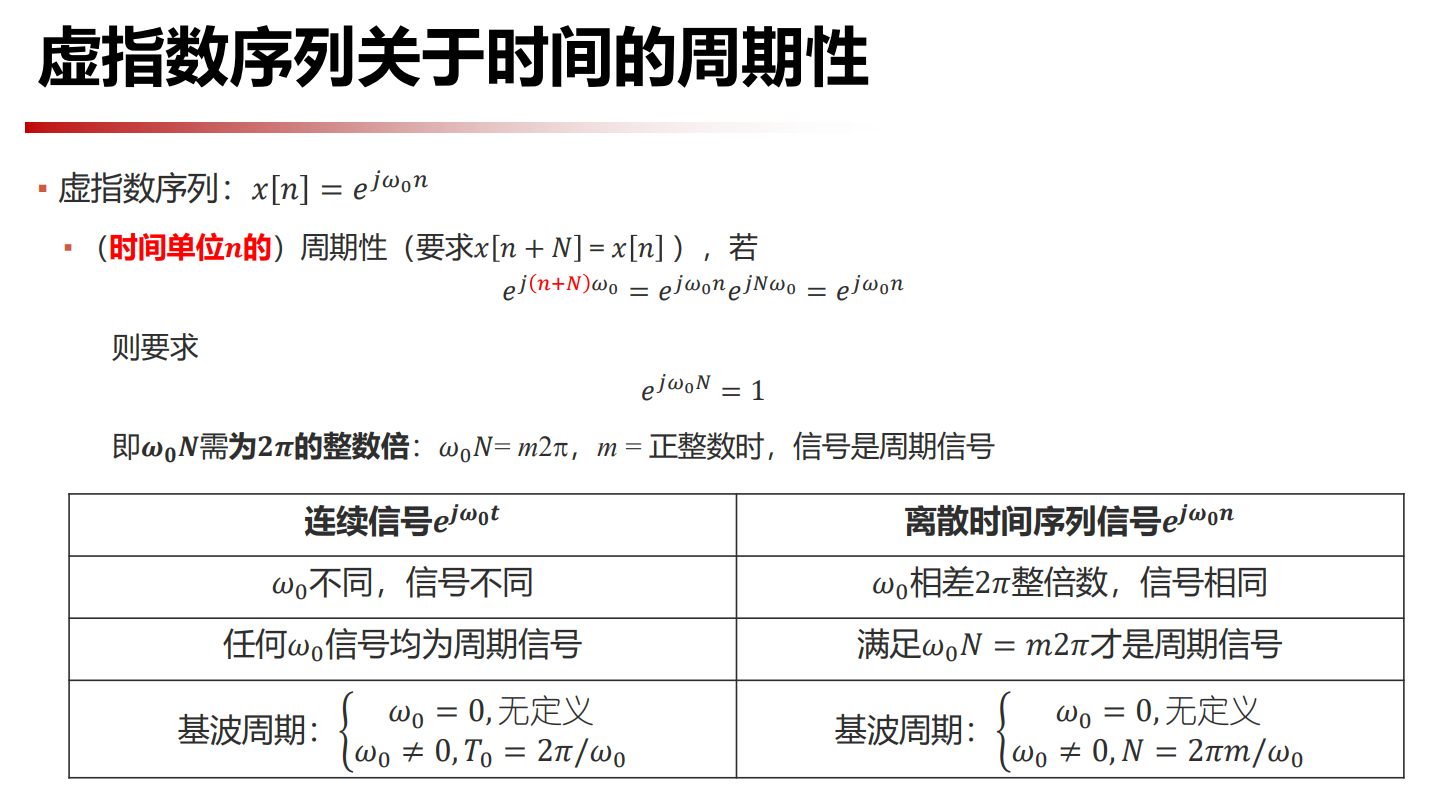 虚指数序列关于时间的周期性
▪ 虚指数序列：$x[n] = e^{j\omega_0 n}$
▪ （时间单位$n$的）周期性（要求$x[n+N] = x[n]$ ），若
$e^{j(n+N)\omega_0} = e^{j\omega_0 n}e^{jN\omega_0} = e^{j\omega_0 n}$
则要求
$e^{j\omega_0 N} = 1$
即$\omega_0 N$需为$2\pi$的整数倍：$\omega_0 N = m2\pi$，$m$ = 正整数时，信号是周期信号
连续信号$e^{j\omega_0 t}$
离散时间序列信号$e^{j\omega_0 n}$
$\omega_0$不同，信号不同
$\omega_0$相差$2\pi$整倍数，信号相同
任何$\omega_0$信号均为周期信号
满足$\omega_0 N = m2\pi$才是周期信号
基波周期：$\begin{cases} \omega_0 = 0, 无定义 \\ \omega_0 \neq 0, T_0 = 2\pi/\omega_0 \end{cases}$
基波周期：$\begin{cases} \omega_0 = 0, 无定义 \\ \omega_0 \neq 0, N = 2\pi m/\omega_0 \end{cases}$